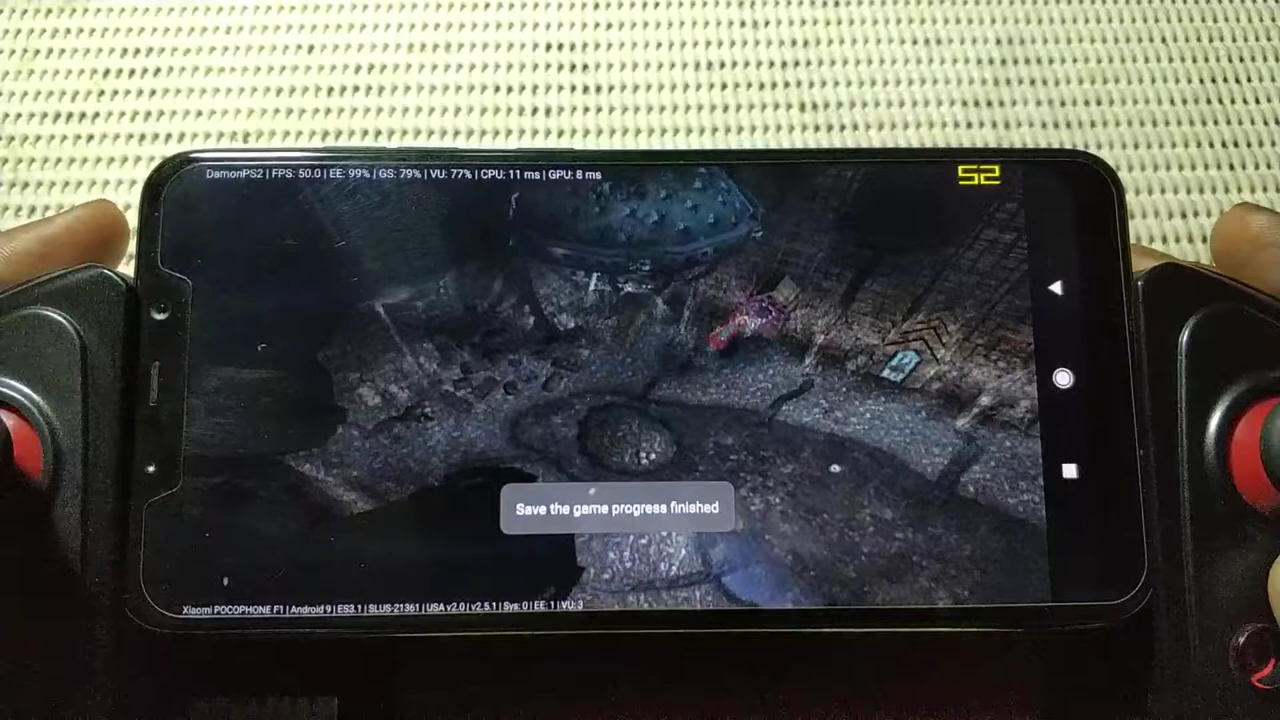 DamonPS2 | FPS: 50.0 | EE: 99% | GS: 79% | VU: 77% | CPU: 11 ms | GPU: 8 ms
52
Save the game progress finished
Xiaomi POCOPHONE F1 | Android 9 | ES3.1 | SLUS-21361 | USA v2.0 | v2.5.1 | Sys: 0 | EE: 1 | VU: 3